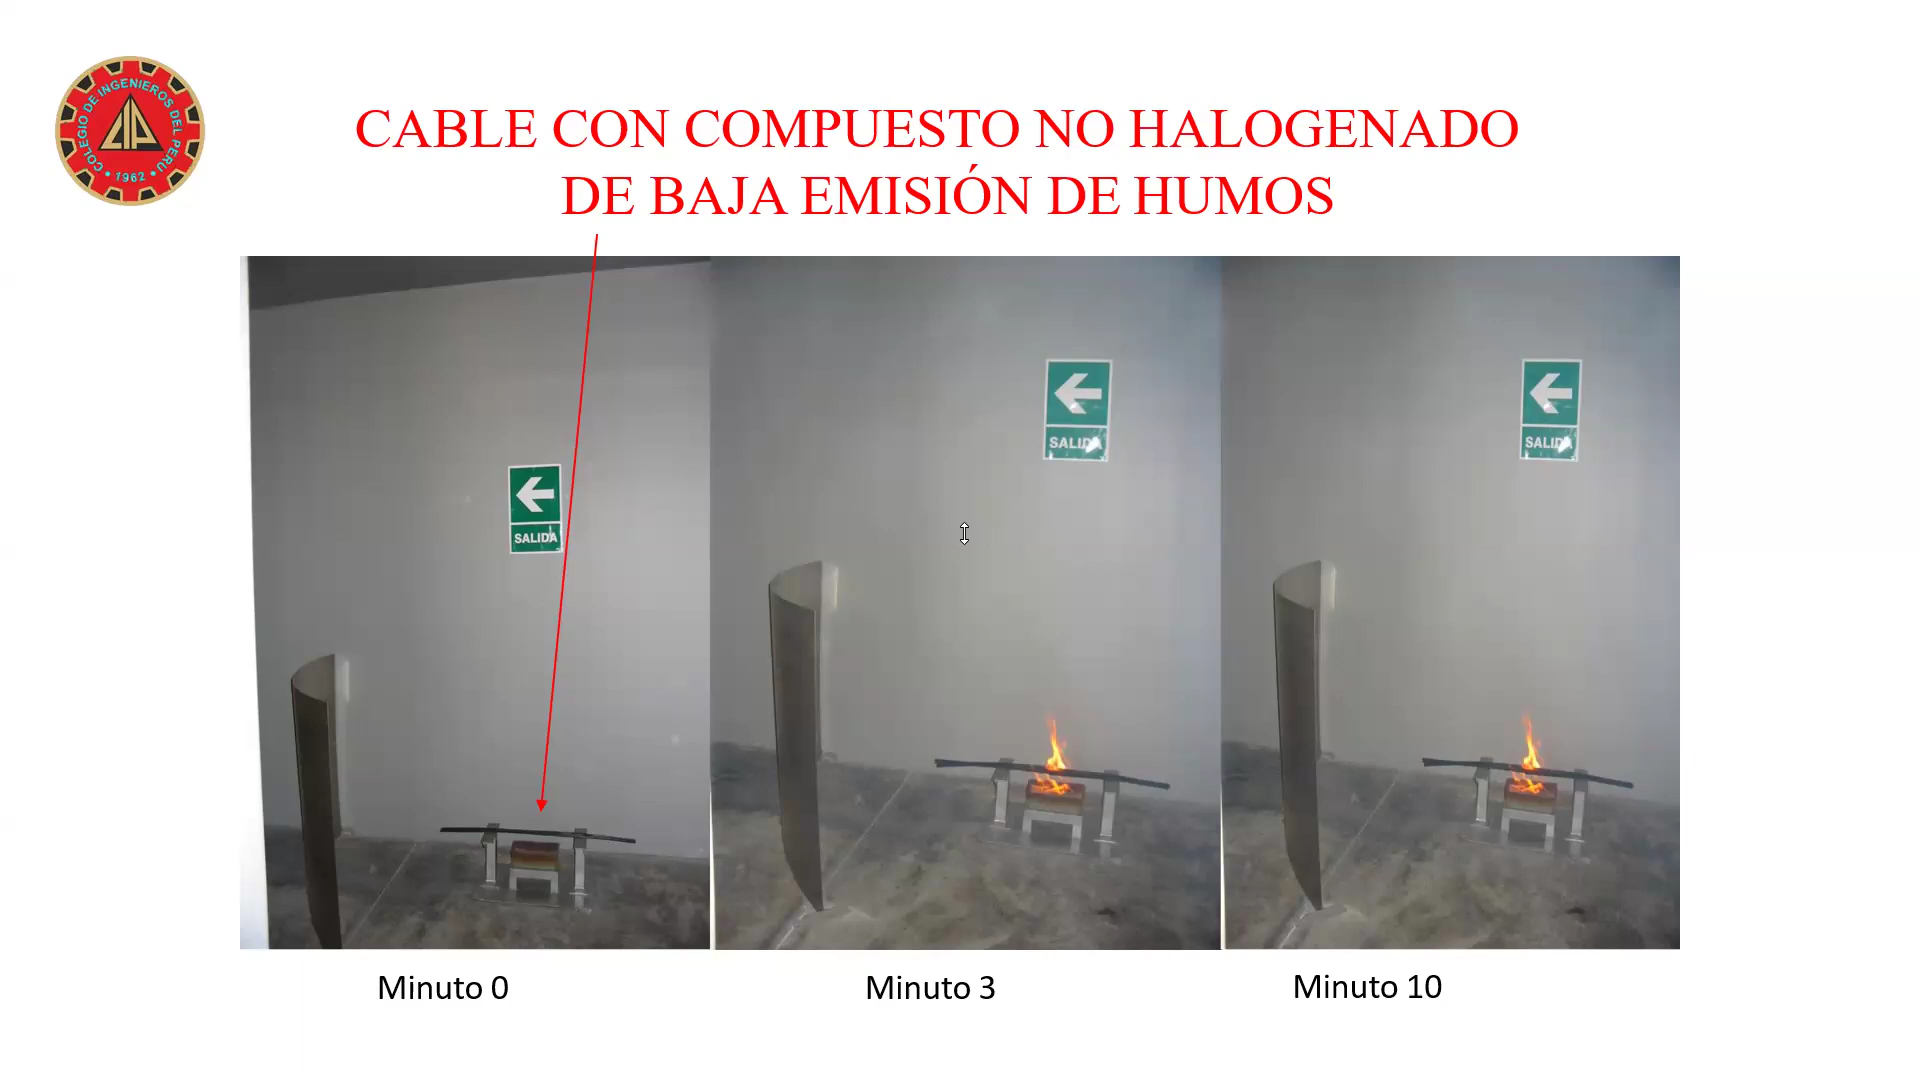 COLEGIO DE INGENIEROS DEL PERU
CIP
• 1962 •
CABLE CON COMPUESTO NO HALOGENADO
DE BAJA EMISIÓN DE HUMOS
SALIDA
SALIDA
SALIDA
Minuto 0
Minuto 3
Minuto 10